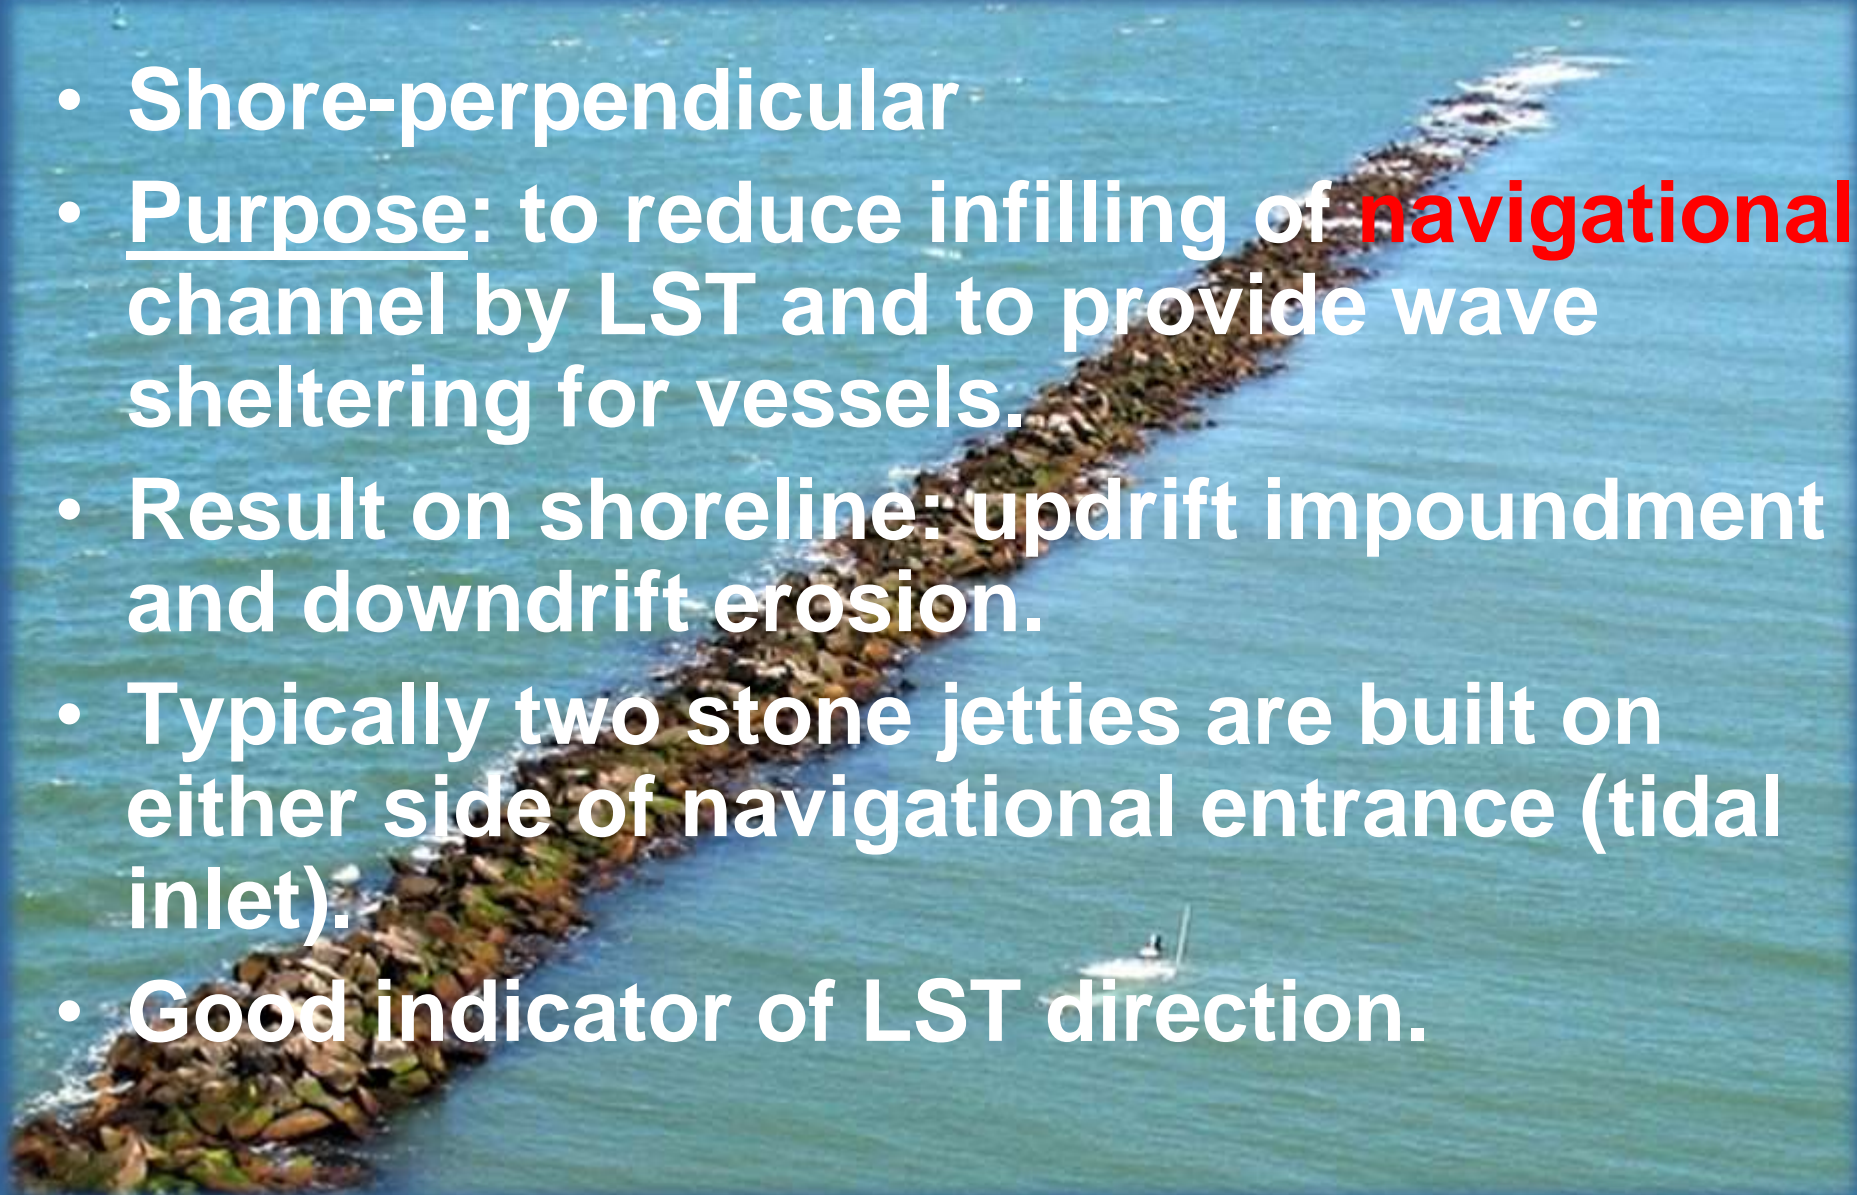 • Shore-perpendicular
• Purpose: to reduce infilling of navigational
channel by LST and to provide wave
sheltering for vessels.
• Result on shoreline: updrift impoundment
and downdrift erosion.
• Typically two stone jetties are built on
either side of navigational entrance (tidal
inlet).
• Good indicator of LST direction.